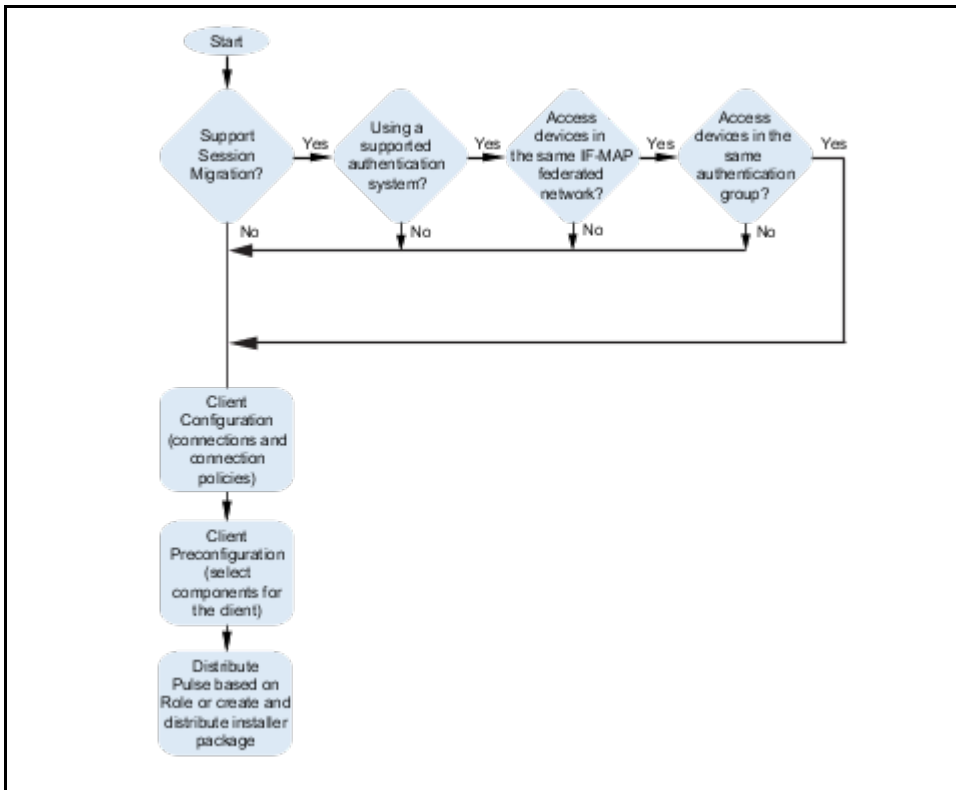 Start
Support
Session
Migration?
Yes
No
Using a
supported
authentication
system?
Yes
No
Access
devices in
the same IF-MAP
federated
network?
Yes
No
Access
devices in the
same
authentication
group?
Yes
No
Client
Configuration
(connections and
connection
policies)
Client
Preconfiguration
(select
components for
the client)
Distribute
Pulse based on
Role or create and
distribute installer
package